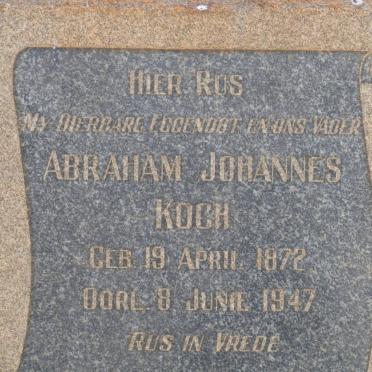 HIER RUS
MY DIERBARE EGGENOOT EN ONS VADER
ABRAHAM JOHANNES
KOCH
GEB. 19 APRIL 1872
OORL. 8 JUNIE 1947
RUS IN VREDE